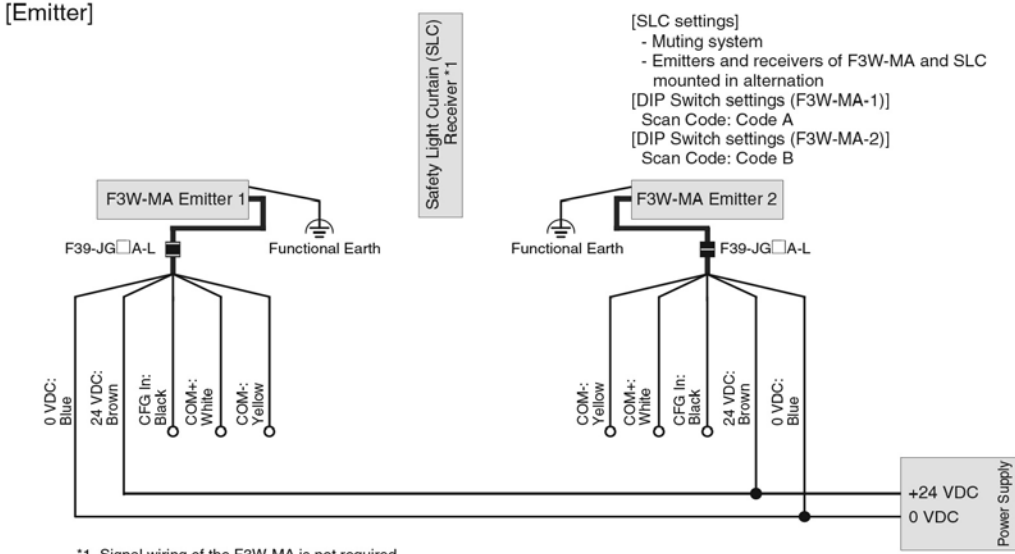 [Emitter]
Safety Light Curtain (SLC)
Receiver *1
[SLC settings]
- Muting system
- Emitters and receivers of F3W-MA and SLC
mounted in alternation
[DIP Switch settings (F3W-MA-1)]
Scan Code: Code A
[DIP Switch settings (F3W-MA-2)]
Scan Code: Code B
F3W-MA Emitter 1
F3W-MA Emitter 2
F39-JG□A-L
Functional Earth
Functional Earth
F39-JG□A-L
0 VDC:
Blue
24 VDC:
Brown
CFG In:
Black
COM+:
White
COM-:
Yellow
COM-:
Yellow
COM+:
White
CFG In:
Black
24 VDC:
Brown
0 VDC:
Blue
+24 VDC
0 VDC
Power Supply
*1. Signal wiring of the F3W-MA is not required.